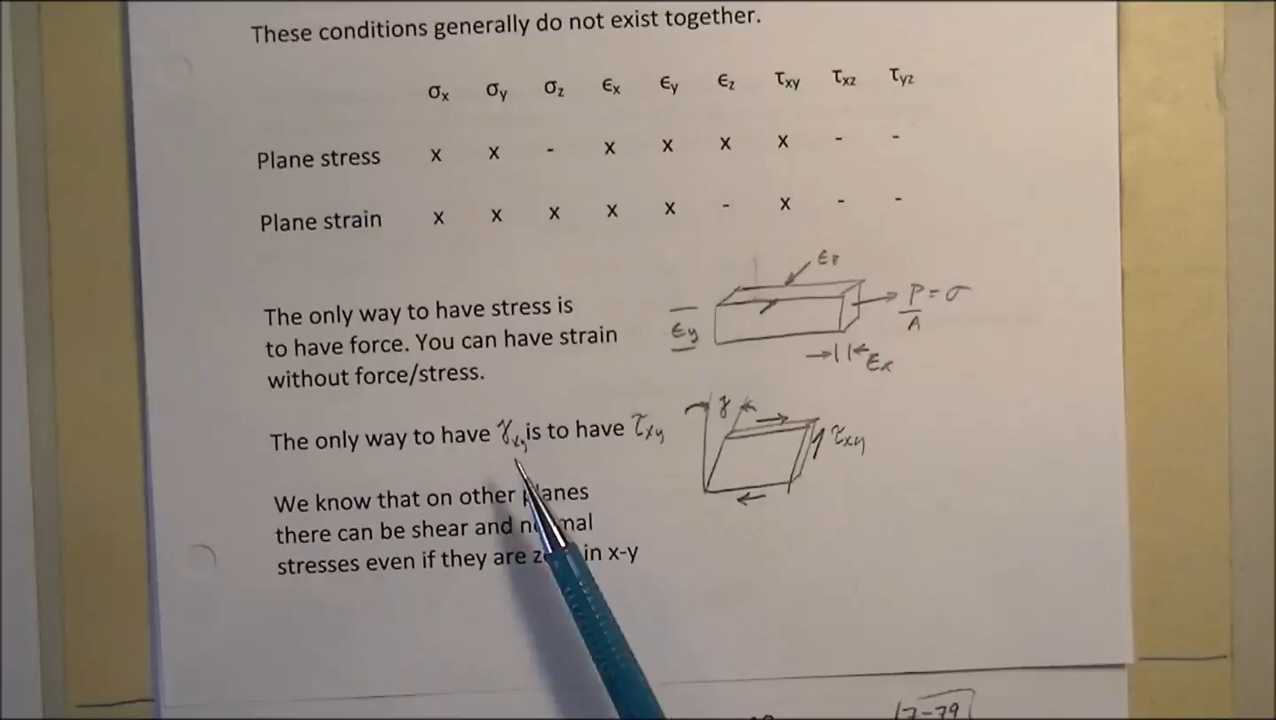 These conditions generally do not exist together.
σx σy σz ϵx ϵy ϵz τxy τxz τyz
Plane stress x x - x x x x - -
Plane strain x x x x x - x - -
The only way to have stress is
to have force. You can have strain
without force/stress.
εz
P/A = σ
εy
εx
The only way to have γxy is to have τxy
γ
τxy
We know that on other planes
there can be shear and normal
stresses even if they are in x-y
7-79